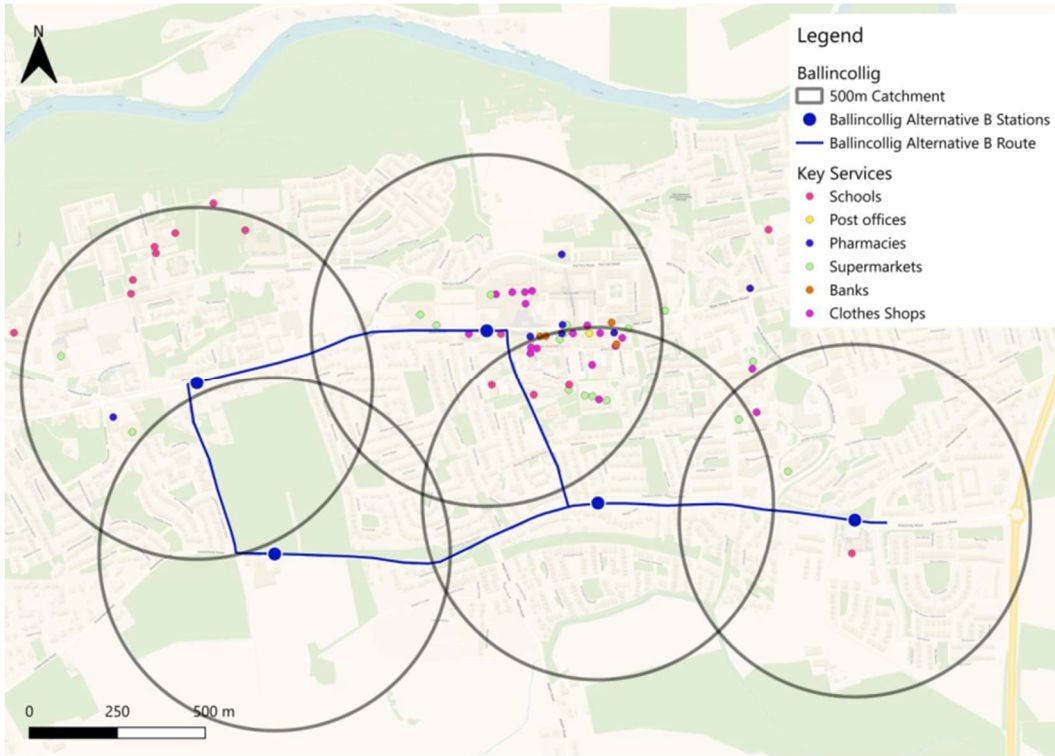 N
Legend
Ballincollig
500m Catchment
Ballincollig Alternative B Stations
Ballincollig Alternative B Route
Key Services
Schools
Post offices
Pharmacies
Supermarkets
Banks
Clothes Shops
0 250 500 m